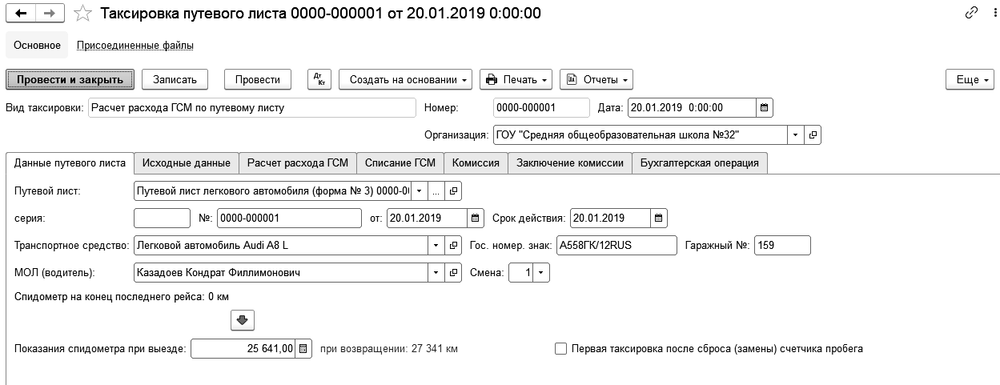 Таксировка путевого листа 0000-000001 от 20.01.2019 0:00:00
Основное Присоединенные файлы
Провести и закрыть Записать Провести Дт Кт Создать на основании Печать Отчеты Еще
Вид таксировки: Расчет расхода ГСМ по путевому листу Номер: 0000-000001 Дата: 20.01.2019 0:00:00
Организация: ГОУ "Средняя общеобразовательная школа №32"
Данные путевого листа Исходные данные Расчет расхода ГСМ Списание ГСМ Комиссия Заключение комиссии Бухгалтерская операция
Путевой лист: Путевой лист легкового автомобиля (форма № 3) 0000-0 ...
серия: №: 0000-000001 от: 20.01.2019 Срок действия: 20.01.2019
Транспортное средство: Легковой автомобиль Audi A8 L Гос. номер. знак: А558ГК/12RUS Гаражный №: 159
МОЛ (водитель): Казадоев Кондрат Филлимонович Смена: 1
Спидометр на конец последнего рейса: 0 км
Показания спидометра при выезде: 25 641,00 при возвращении: 27 341 км Первая таксировка после сброса (замены) счетчика пробега